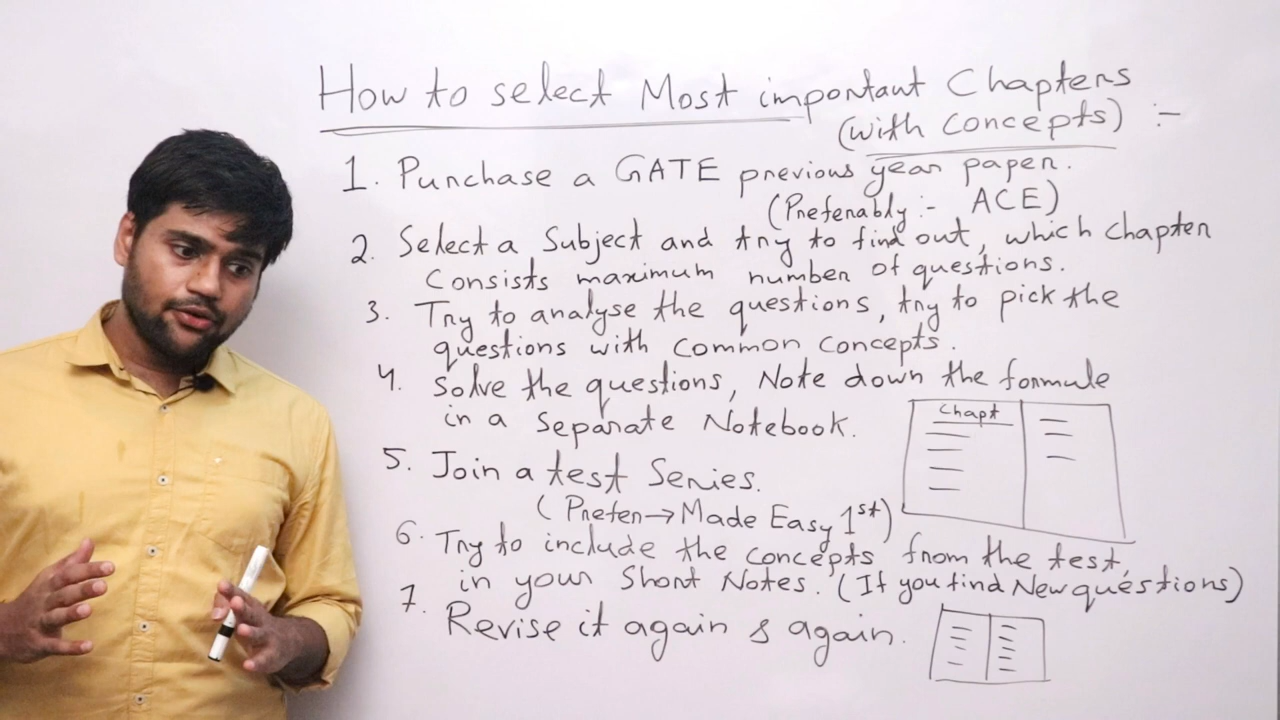 How to select Most important Chapters
(with concepts) :-
1. Purchase a GATE previous year paper.
(Preferably :- ACE)
2. Select a Subject and try to find out, which chapter
Consists maximum number of questions.
3. Try to analyse the questions, try to pick the
questions with common concepts.
4. Solve the questions, Note down the formule
in a separate Notebook.
Chapt
5. Join a test Series.
(Prefer → Made Easy 1st)
6. Try to include the concepts from the test,
in your Short Notes. (If you find New questions)
7. Revise it again & again.